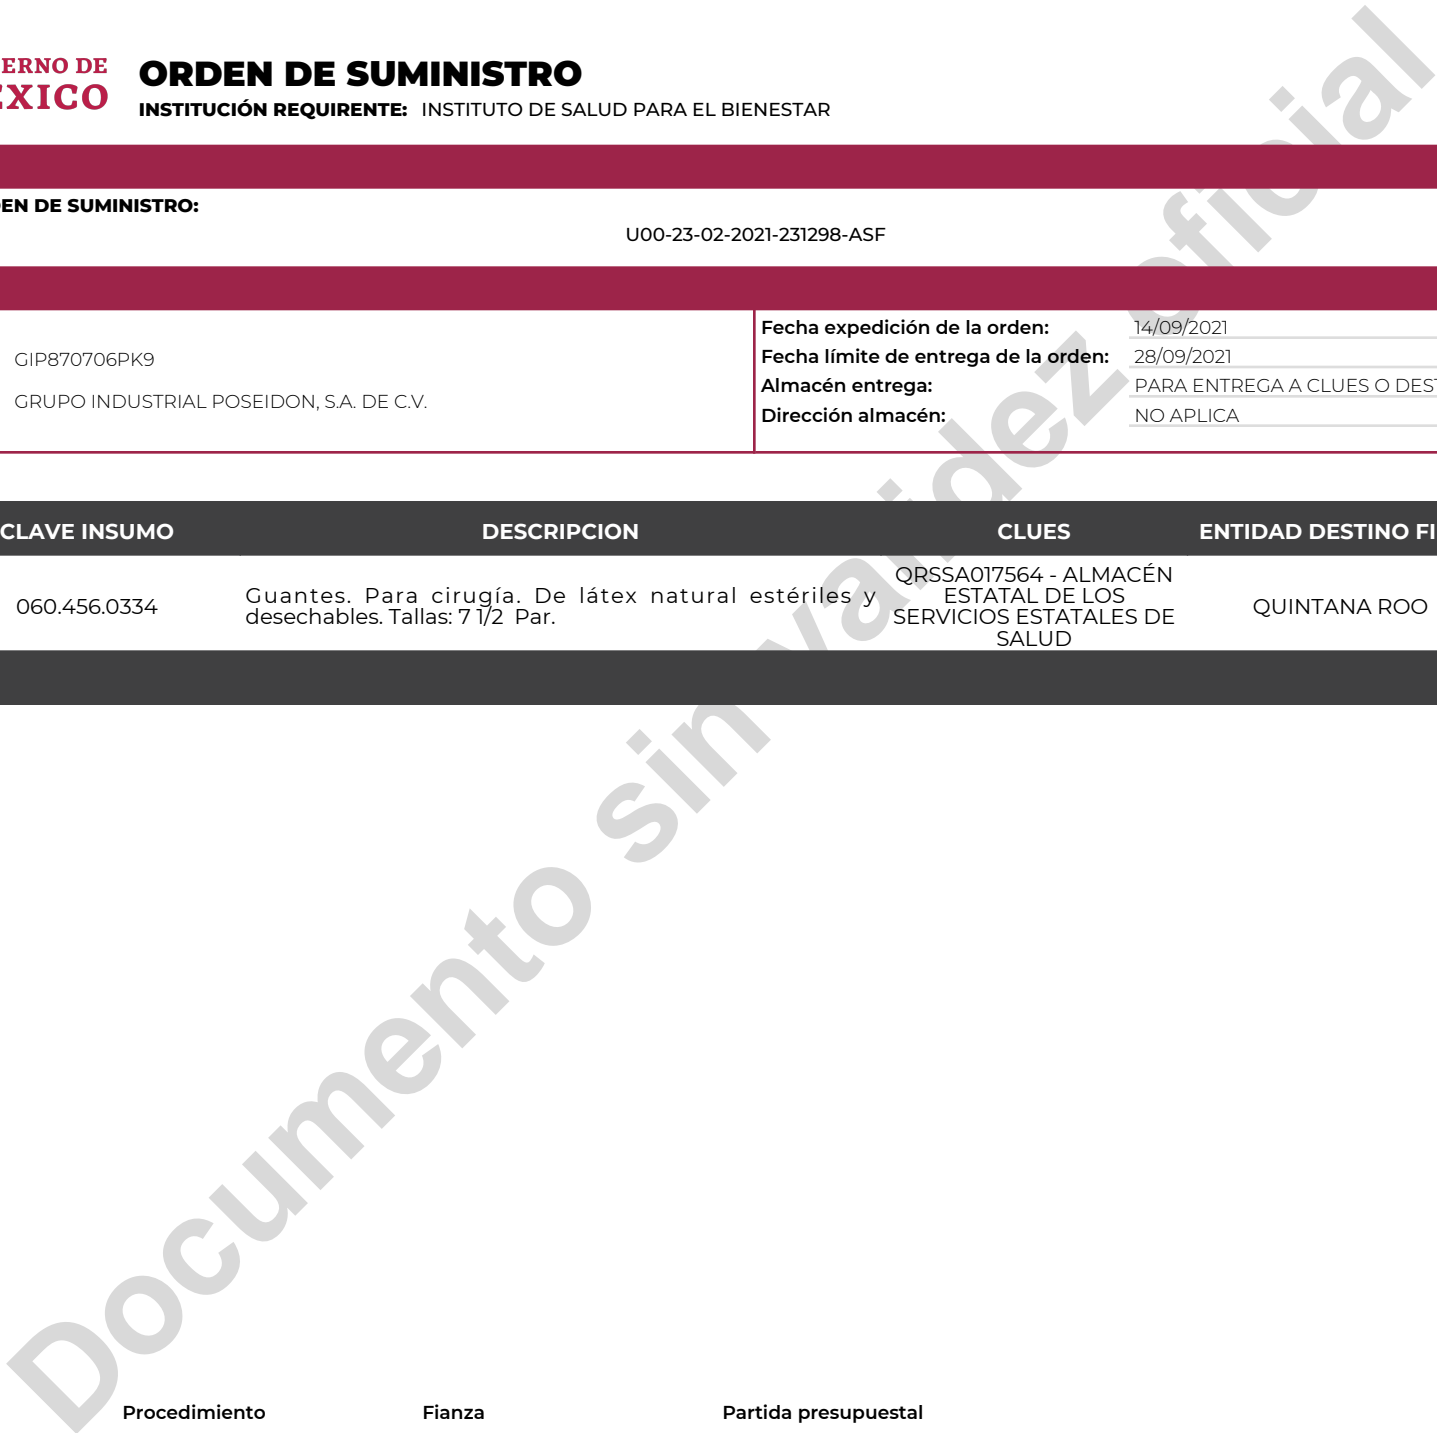 ERNO DE
EXICO
ORDEN DE SUMINISTRO
INSTITUCIÓN REQUIRENTE: INSTITUTO DE SALUD PARA EL BIENESTAR
EN DE SUMINISTRO:
U00-23-02-2021-231298-ASF
GIP870706PK9
GRUPO INDUSTRIAL POSEIDON, S.A. DE C.V.
Fecha expedición de la orden: 14/09/2021
Fecha límite de entrega de la orden: 28/09/2021
Almacén entrega: PARA ENTREGA A CLUES O DEST
Dirección almacén: NO APLICA
CLAVE INSUMO DESCRIPCION CLUES ENTIDAD DESTINO FI
060.456.0334
Guantes. Para cirugía. De látex natural estériles y
desechables. Tallas: 7 1/2 Par.
QRSSA017564 - ALMACÉN
ESTATAL DE LOS
SERVICIOS ESTATALES DE
SALUD
QUINTANA ROO
Documento sin validez oficial
Procedimiento Fianza Partida presupuestal